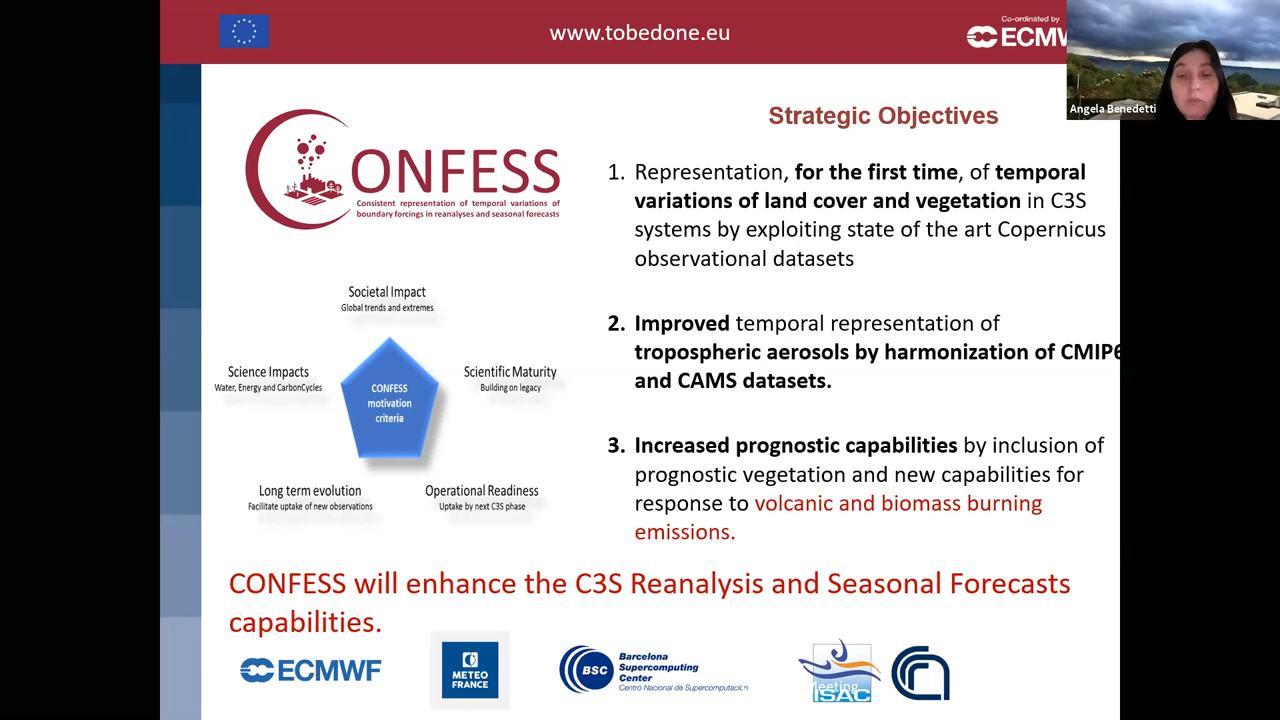 www.tobedone.eu
Co-ordinated by
ECMWF
Angela Benedetti
ONFESS
Consistent representation of temporal variations of
boundary forcings in reanalyses and seasonal forecasts
Strategic Objectives
1. Representation, for the first time, of temporal
variations of land cover and vegetation in C3S
systems by exploiting state of the art Copernicus
observational datasets
2. Improved temporal representation of
tropospheric aerosols by harmonization of CMIP6
and CAMS datasets.
3. Increased prognostic capabilities by inclusion of
prognostic vegetation and new capabilities for
response to volcanic and biomass burning
emissions.
Societal Impact
Global trends and extremes
Science Impacts
Water, Energy and CarbonCycles
Scientific Maturity
Building on legacy
CONFESS
motivation
criteria
Long term evolution
Facilitate uptake of new observations
Operational Readiness
Uptake by next C3S phase
CONFESS will enhance the C3S Reanalysis and Seasonal Forecasts
capabilities.
ECMWF
METEO
FRANCE
BSC
Barcelona
Supercomputing
Center
Centro Nacional de Supercomputación
Meeting
ISAC